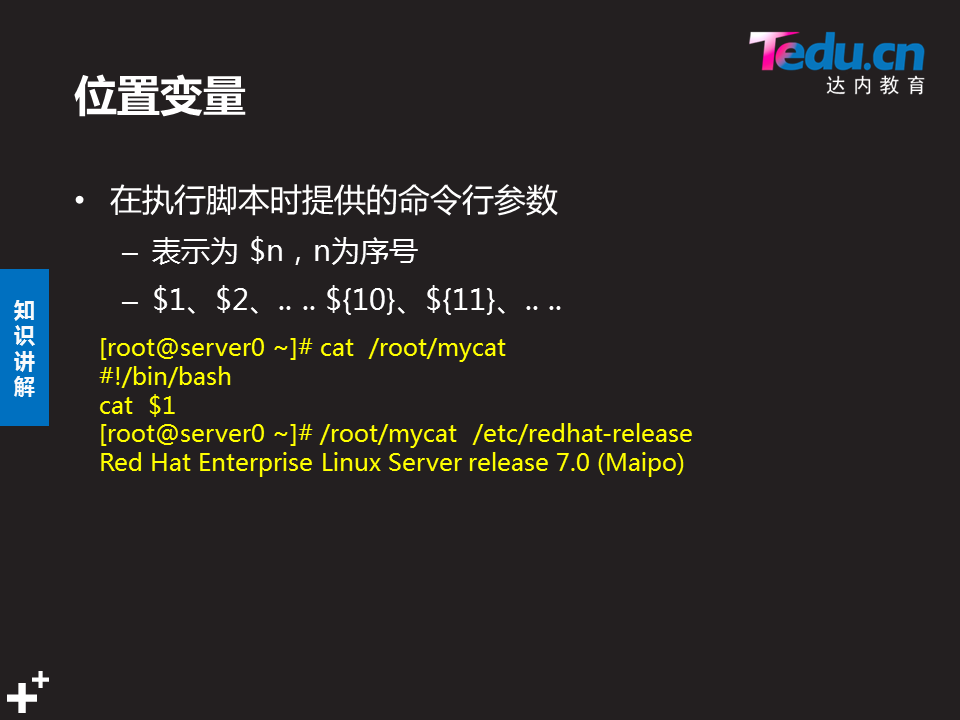 Tedu.cn
达内教育
位置变量
• 在执行脚本时提供的命令行参数
– 表示为 $n，n为序号
– $1、$2、.. .. ${10}、${11}、.. ..
知识讲解
[root@server0 ~]# cat  /root/mycat
#!/bin/bash
cat  $1
[root@server0 ~]# /root/mycat  /etc/redhat-release
Red Hat Enterprise Linux Server release 7.0 (Maipo)